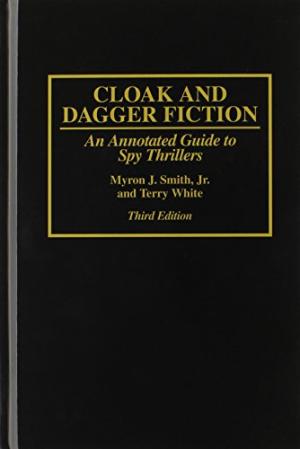 CLOAK AND
DAGGER FICTION
An Annotated Guide to
Spy Thrillers
Myron J. Smith, Jr.
and Terry White
Third Edition